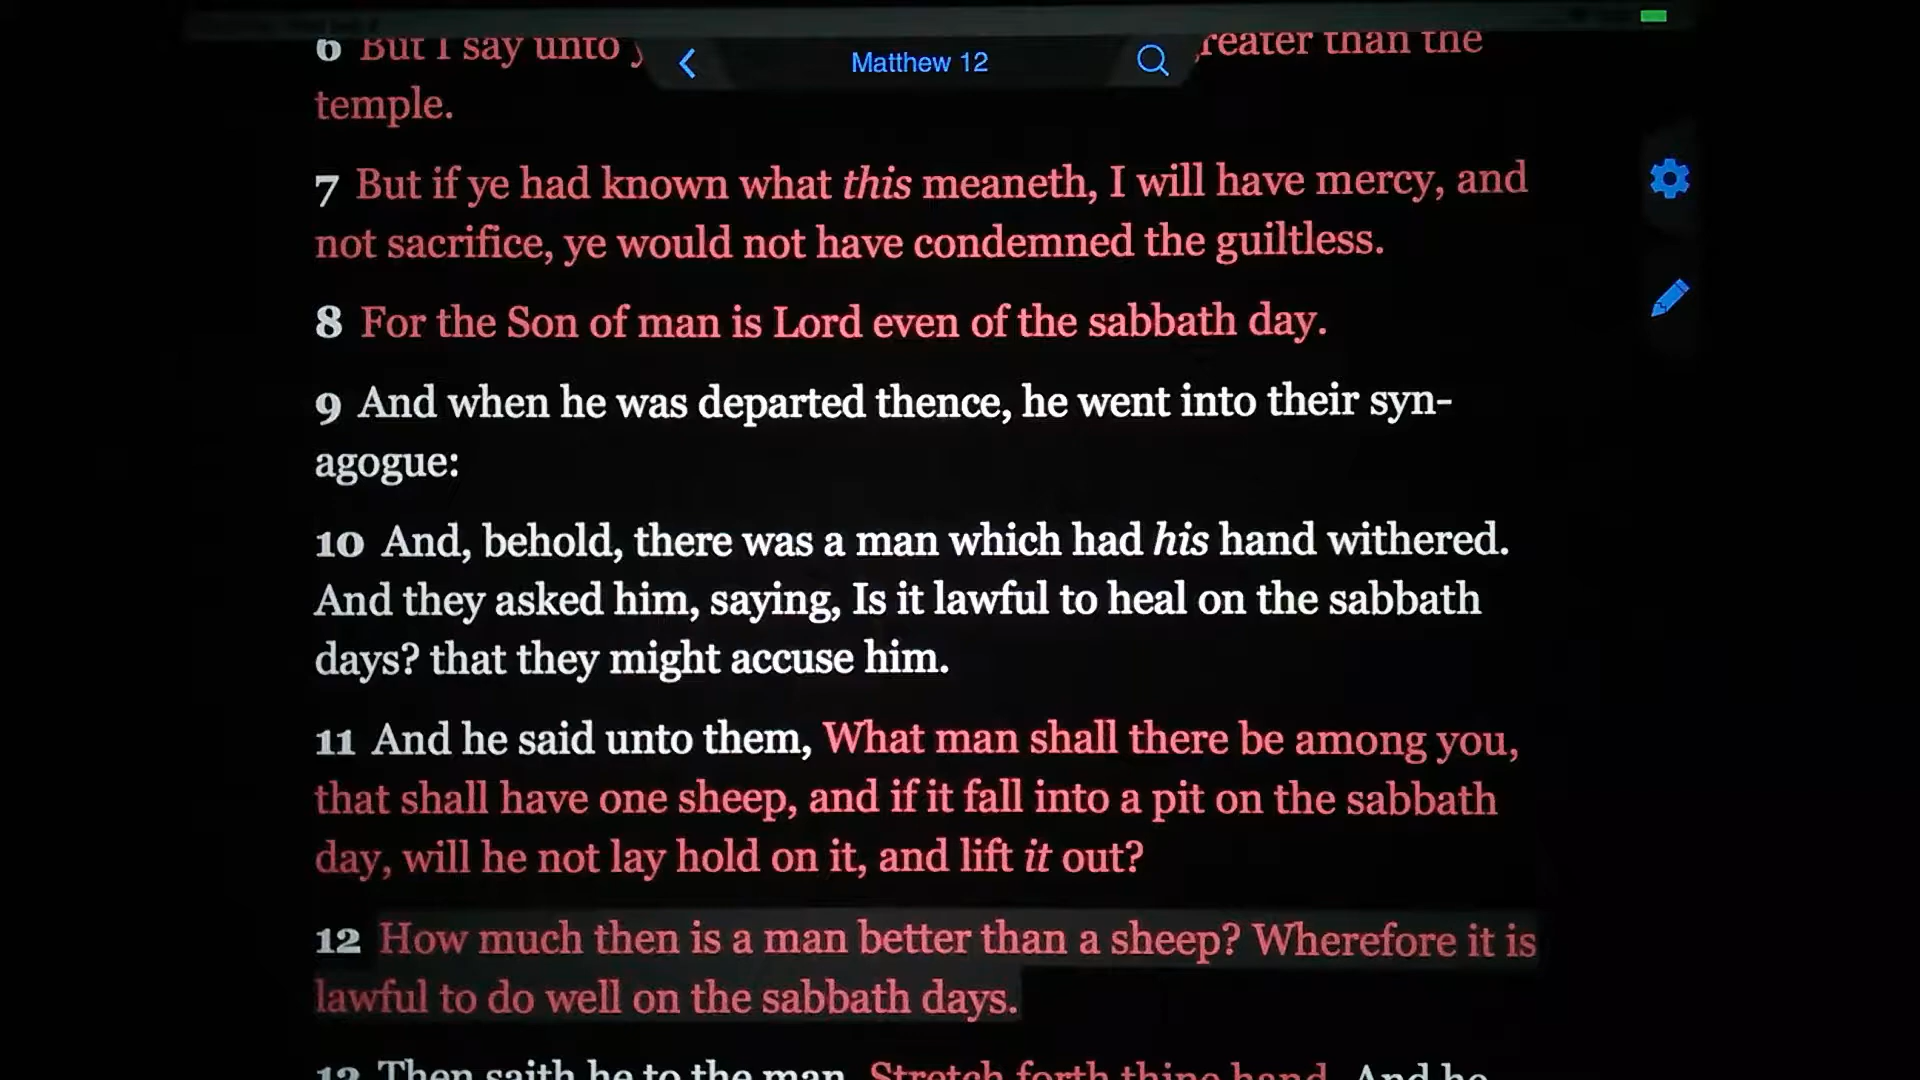 Matthew 12
6 But I say unto reater than the
temple.
7 But if ye had known what this meaneth, I will have mercy, and
not sacrifice, ye would not have condemned the guiltless.
8 For the Son of man is Lord even of the sabbath day.
9 And when he was departed thence, he went into their syn-
agogue:
10 And, behold, there was a man which had his hand withered.
And they asked him, saying, Is it lawful to heal on the sabbath
days? that they might accuse him.
11 And he said unto them, What man shall there be among you,
that shall have one sheep, and if it fall into a pit on the sabbath
day, will he not lay hold on it, and lift it out?
12 How much then is a man better than a sheep? Wherefore it is
lawful to do well on the sabbath days.
13 Then saith he to the man, Stretch forth thine hand. And he